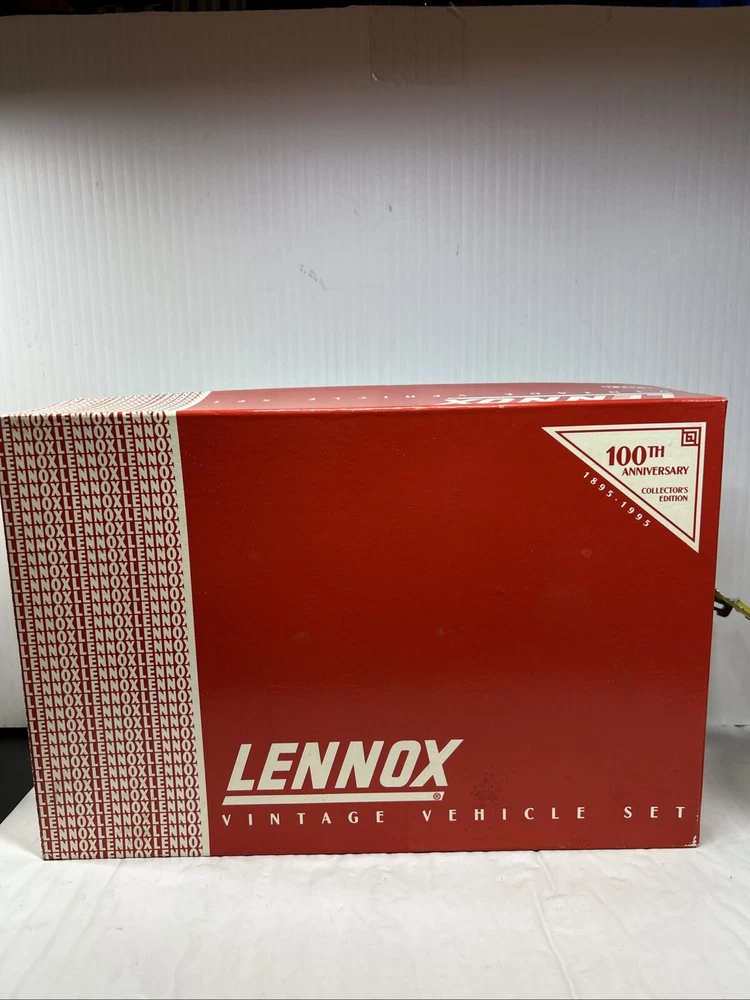 100TH
ANNIVERSARY
COLLECTOR'S
EDITION
1895-1995
LENNOX®
VINTAGE VEHICLE SET